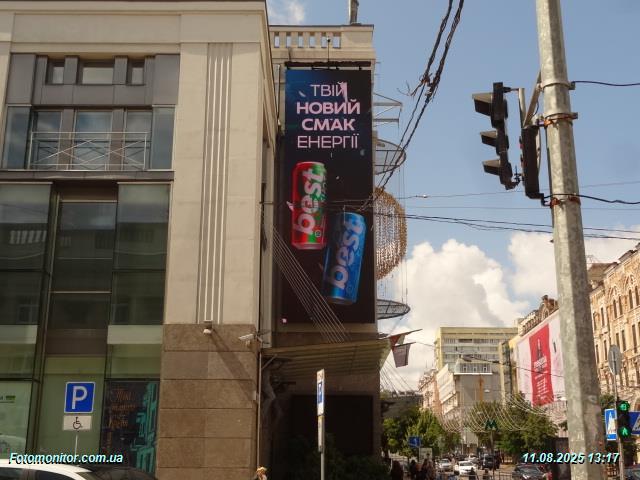 ТВІЙ
НОВИЙ
СМАК
ЕНЕРГІЇ
best
best
P
M
Fotomonitor.com.ua
11.08.2025 13:17